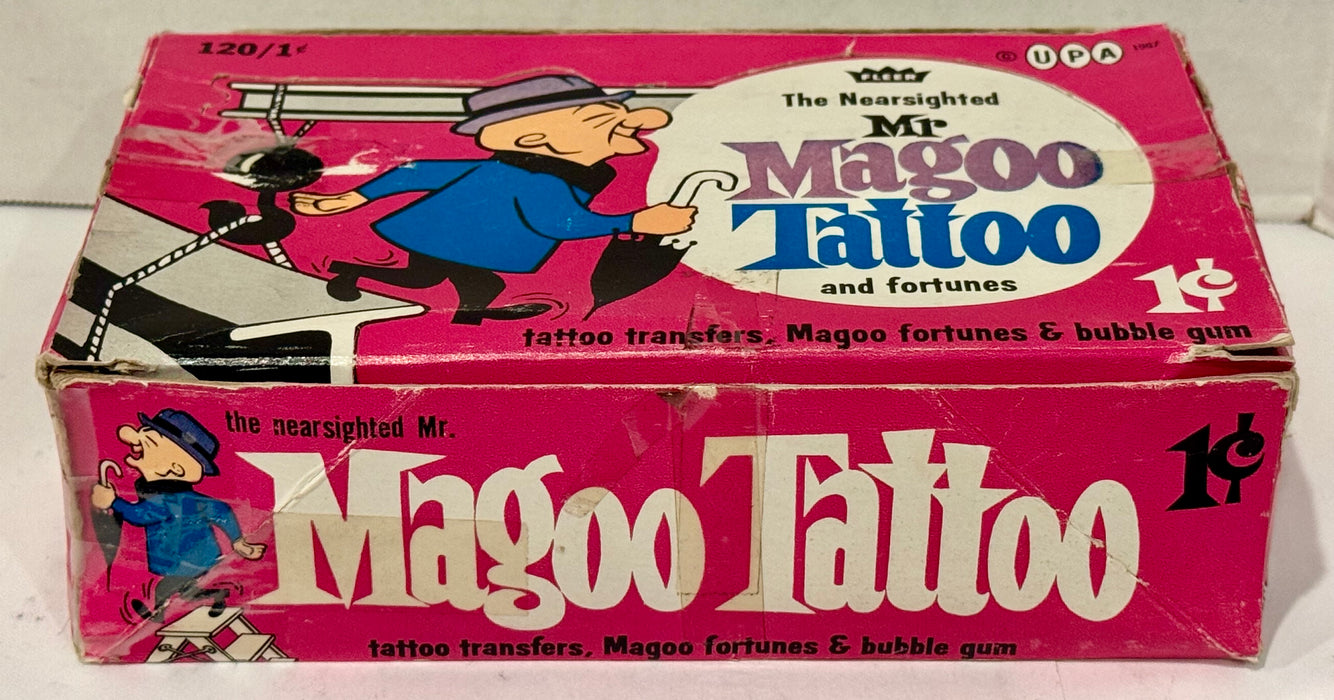 120/1¢
© UPA 1967
FLEER
The Nearsighted
Mr
Magoo
Tattoo
and fortunes
1¢
tattoo transfers, Magoo fortunes & bubble gum
the nearsighted Mr.
Magoo Tattoo
1¢
tattoo transfers, Magoo fortunes & bubble gum